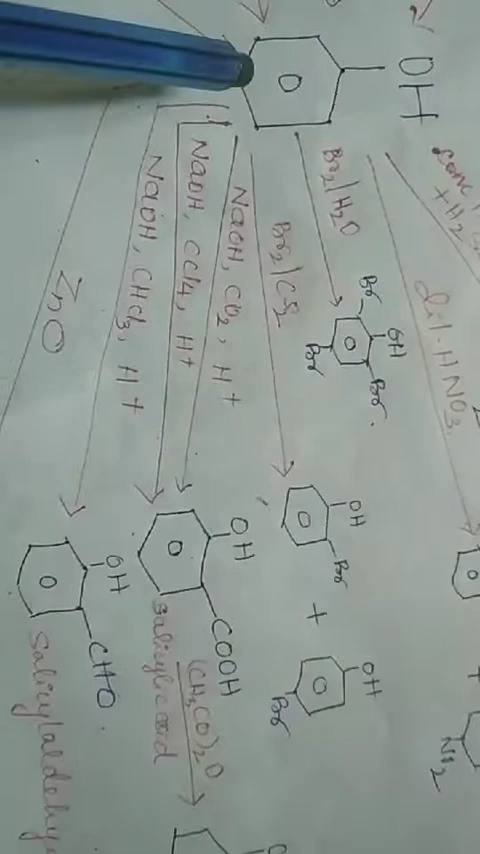 OH
conc
+ H2
dil. HNO3
Br2/H2O
Br
OH
Br
Br.
Br2/CS2
OH
Br
+
OH
Br
NaOH, CO2, H+
NaOH, CCl4, H+
OH
COOH
salicylic acid
(CH3CO)2O
NaOH, CHCl3, H+
OH
CHO.
Salicylaldehy
ZnO
+
NO2